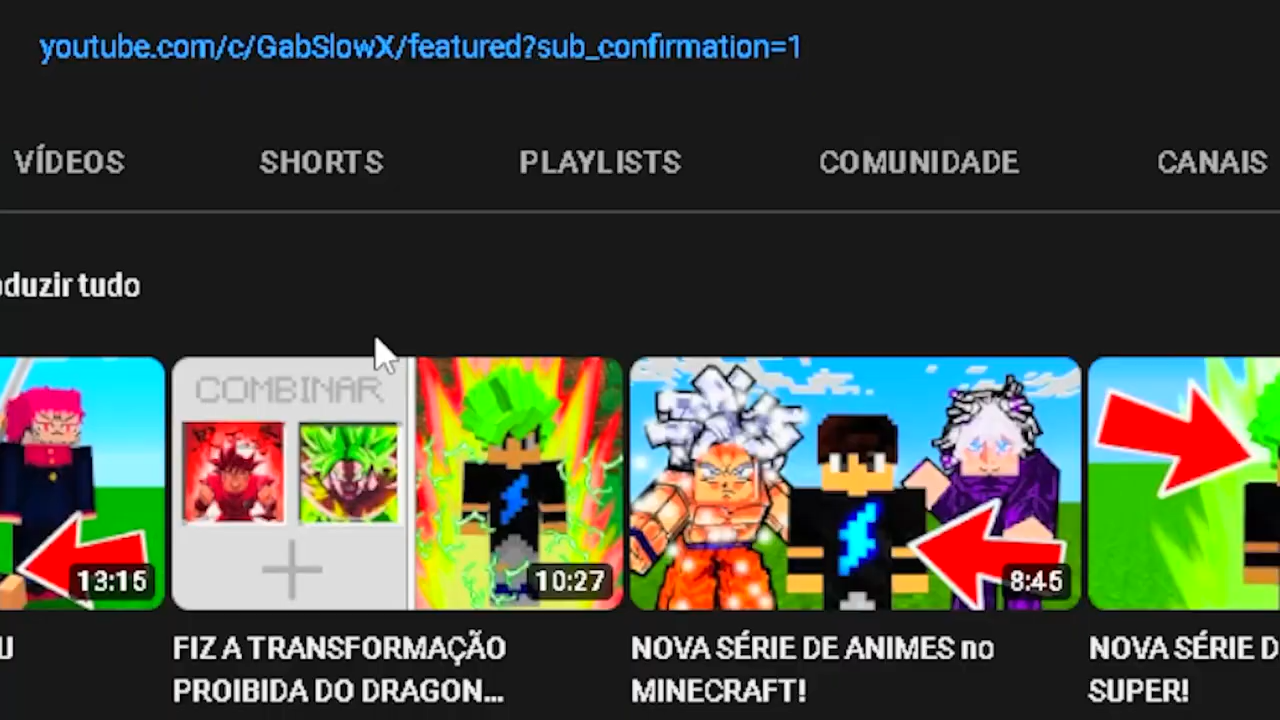 youtube.com/c/GabSlowX/featured?sub_confirmation=1
VÍDEOS SHORTS PLAYLISTS COMUNIDADE CANAIS
oduzir tudo
COMBINAR
13:15 10:27 8:45
U
FIZ A TRANSFORMAÇÃO
PROIBIDA DO DRAGON...
NOVA SÉRIE DE ANIMES no
MINECRAFT!
NOVA SÉRIE D
SUPER!